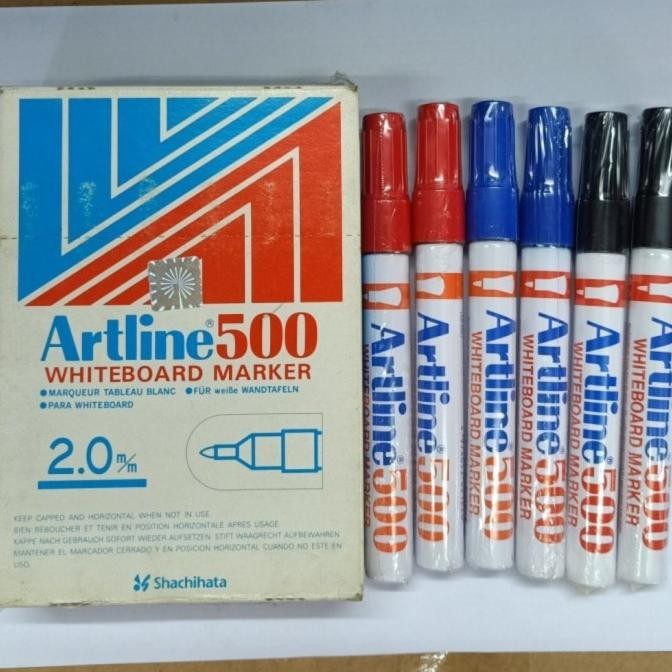 Artline®500
WHITEBOARD MARKER
●MARQUEUR TABLEAU BLANC ●FÜR weiße WANDTAFELN
●PARA WHITEBOARD
2.0m/m
KEEP CAPPED AND HORIZONTAL WHEN NOT IN USE
BIEN REBOUCHER ET TENIR EN POSITION HORIZONTALE APRES USAGE
KAPPE NACH GEBRAUCH SOFORT WIEDER AUFSETZEN STIFT WAAGRECHT AUFBEWAHREN
MANTENER EL MARCADOR CERRADO Y EN POSICION HORIZONTAL CUANDO NO ESTE EN
USO.
Shachihata
Artline 500
WHITEBOARD MARKER
Artline 500
WHITEBOARD MARKER
Artline 500
WHITEBOARD MARKER
Artline 500
WHITEBOARD MARKER
Artline 500
WHITEBOARD MARKER
Artline 500
WHITEBOARD MARKER